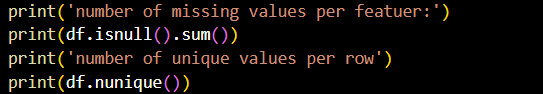 print('number of missing values per featuer:')
print(df.isnull().sum())
print('number of unique values per row')
print(df.nunique())